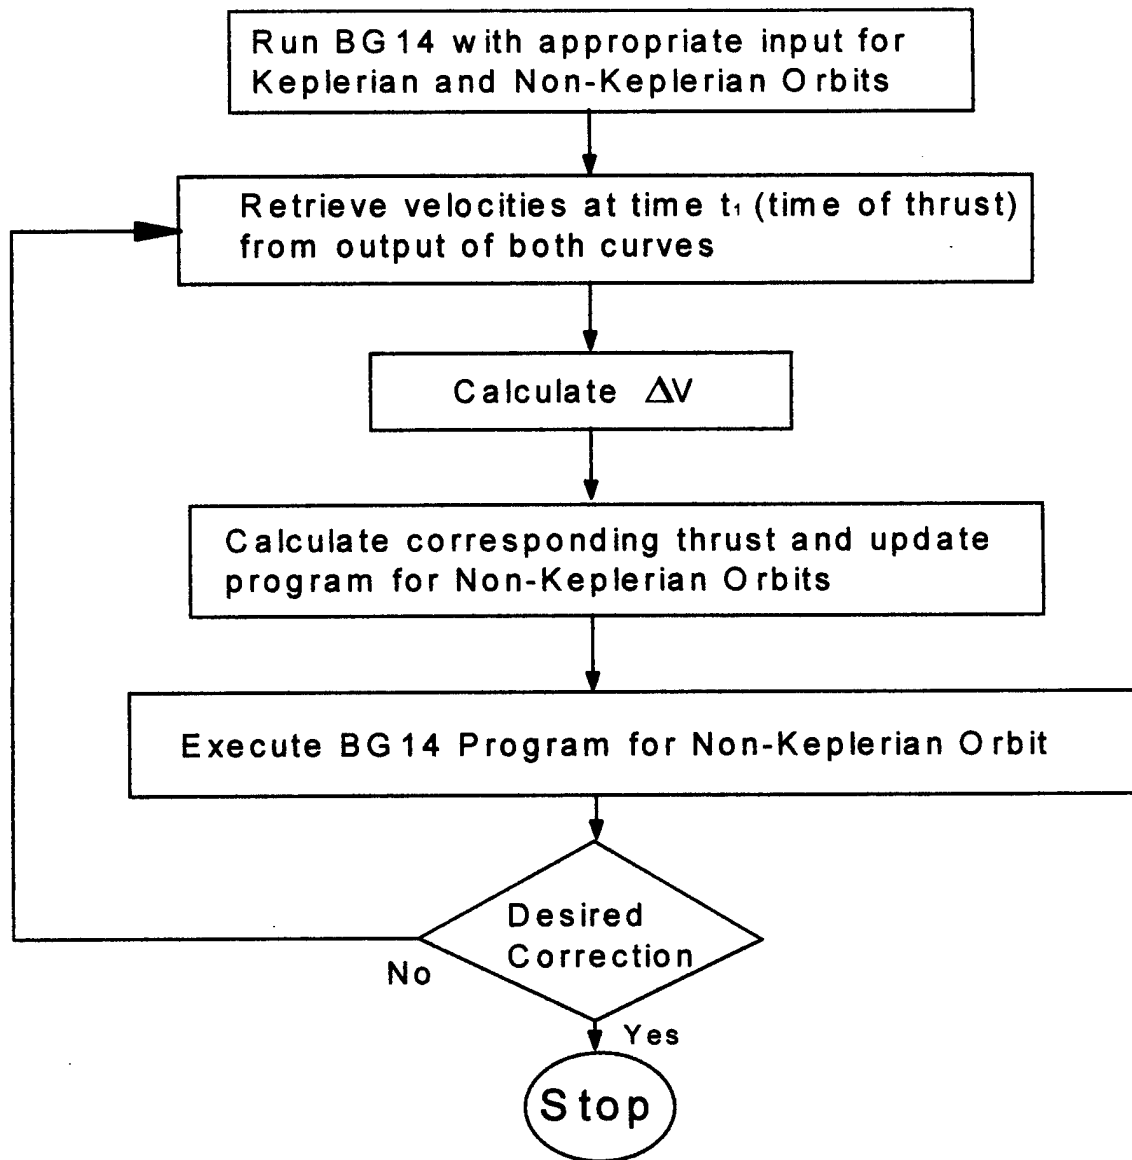 Run BG14 with appropriate input for
Keplerian and Non-Keplerian Orbits
Retrieve velocities at time t₁ (time of thrust)
from output of both curves
Calculate ΔV
Calculate corresponding thrust and update
program for Non-Keplerian Orbits
Execute BG14 Program for Non-Keplerian Orbit
Desired
Correction
No
Yes
Stop